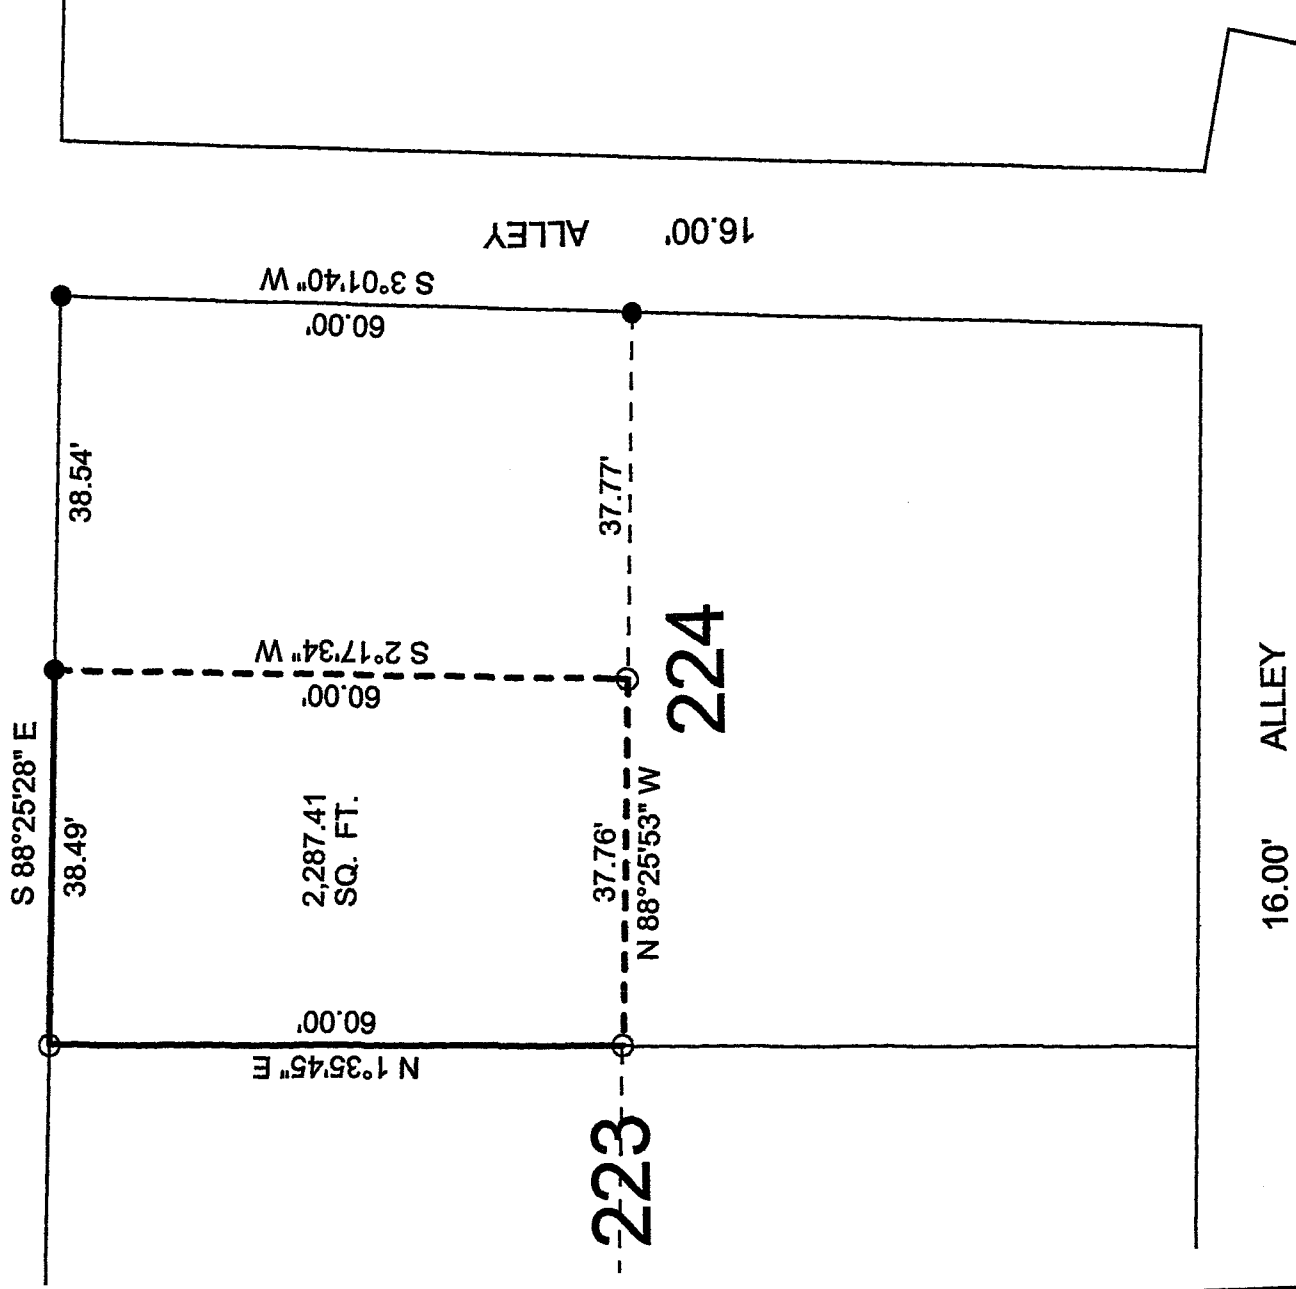 S 88°25'28" E
38.49'
38.54'
N 1°35'45" E
60.00'
2,287.41
SQ. FT.
S 2°17'34" W
60.00'
S 3°01'40" W
60.00'
37.76'
N 88°25'53" W
37.77'
223
224
16.00' ALLEY
16.00' ALLEY